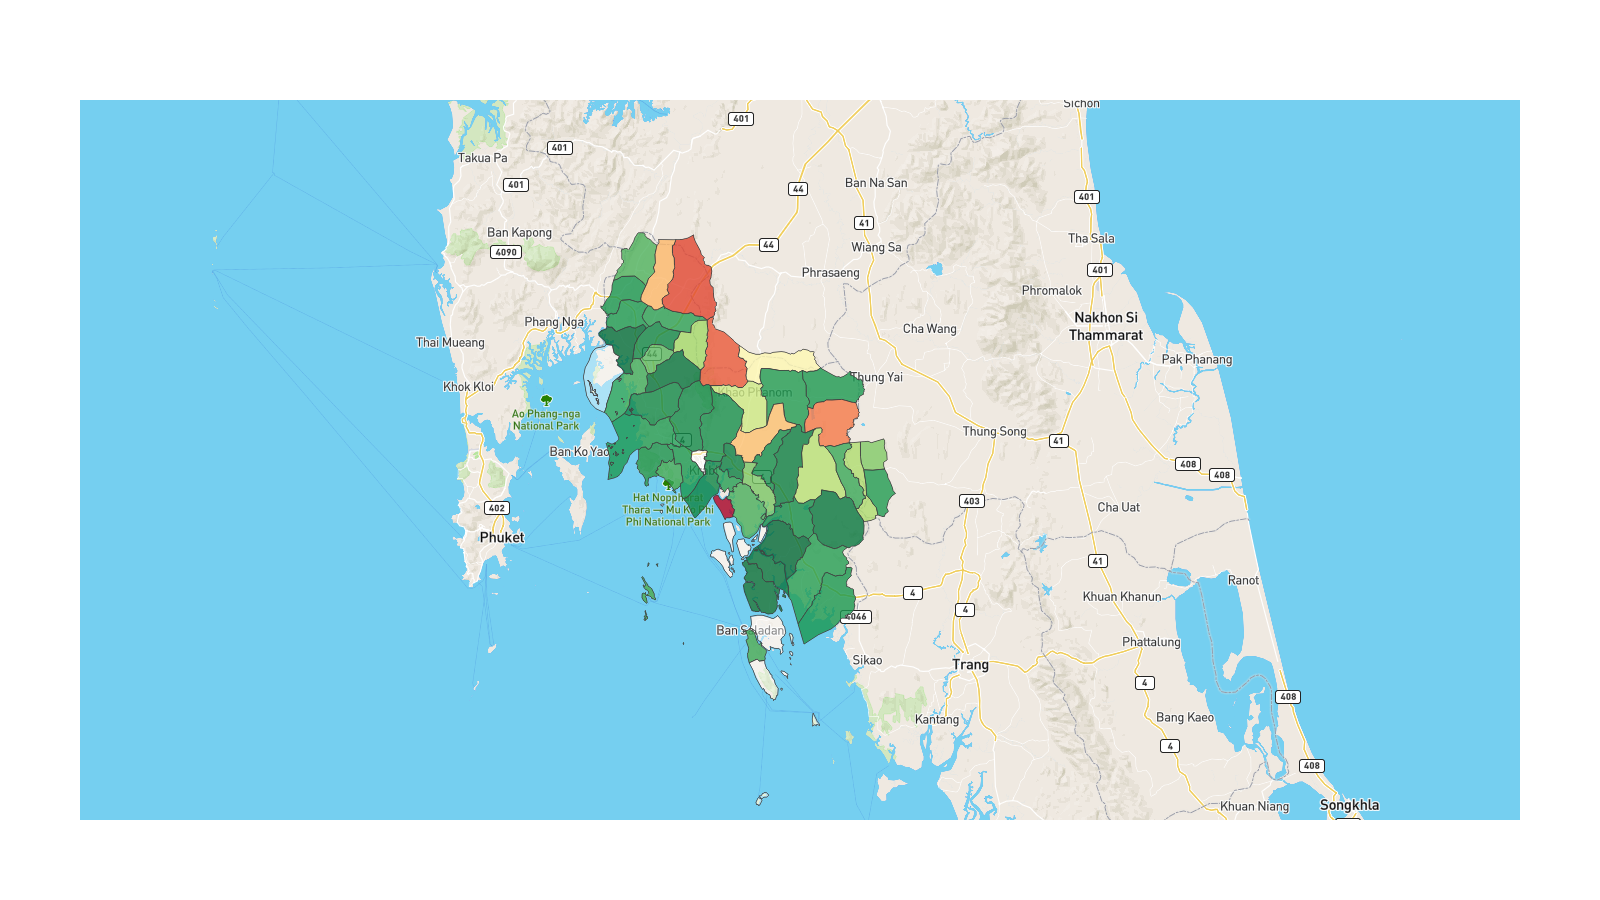 Sichon
401
401
Takua Pa
401
Ban Na San
44
401
41
Ban Kapong
Tha Sala
44
Wiang Sa
4090
401
Phrasaeng
Phromalok
Nakhon Si
Thammarat
Phang Nga
Cha Wang
Thai Mueang
44
Pak Phanang
Thung Yai
Khok Kloi
Khao Phanom
Ao Phang-nga
National Park
Thung Song
4
41
Ban Ko Yao
408
408
Hat Noppharat
Thara – Mu Ko Phi
Phi National Park
403
402
Cha Uat
Phuket
41
Ranot
4
Khuan Khanun
4
4046
Ban Saladan
Phattalung
Sikao
Trang
4
408
Kantang
Bang Kaeo
4
408
Khuan Niang
Songkhla